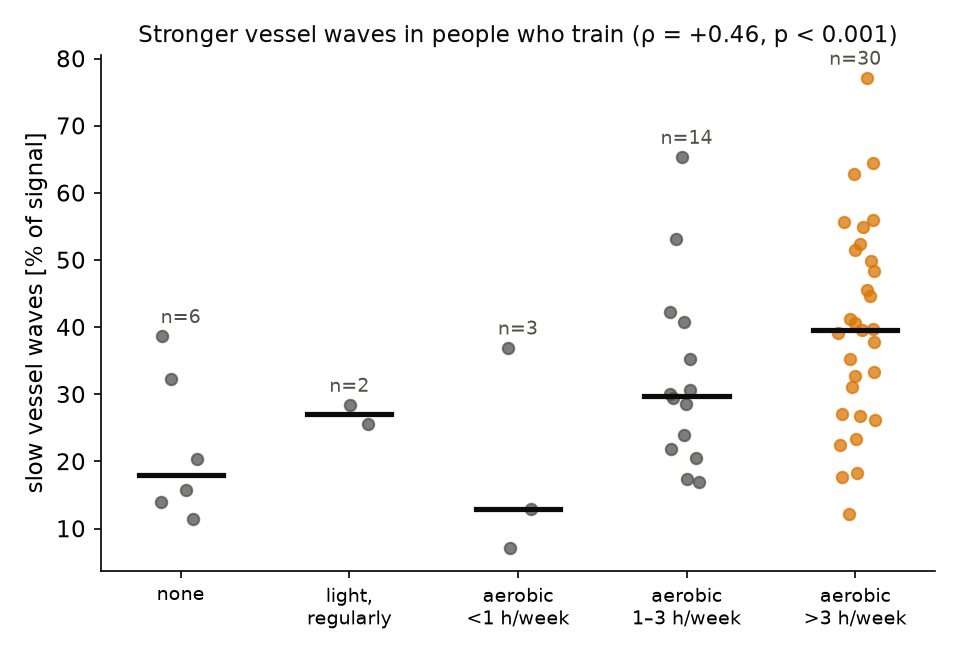 Stronger vessel waves in people who train (ρ = +0.46, p < 0.001)
slow vessel waves [% of signal]
80
70
60
50
40
30
20
10
n=6
n=2
n=3
n=14
n=30
none
light,
regularly
aerobic
<1 h/week
aerobic
1–3 h/week
aerobic
>3 h/week